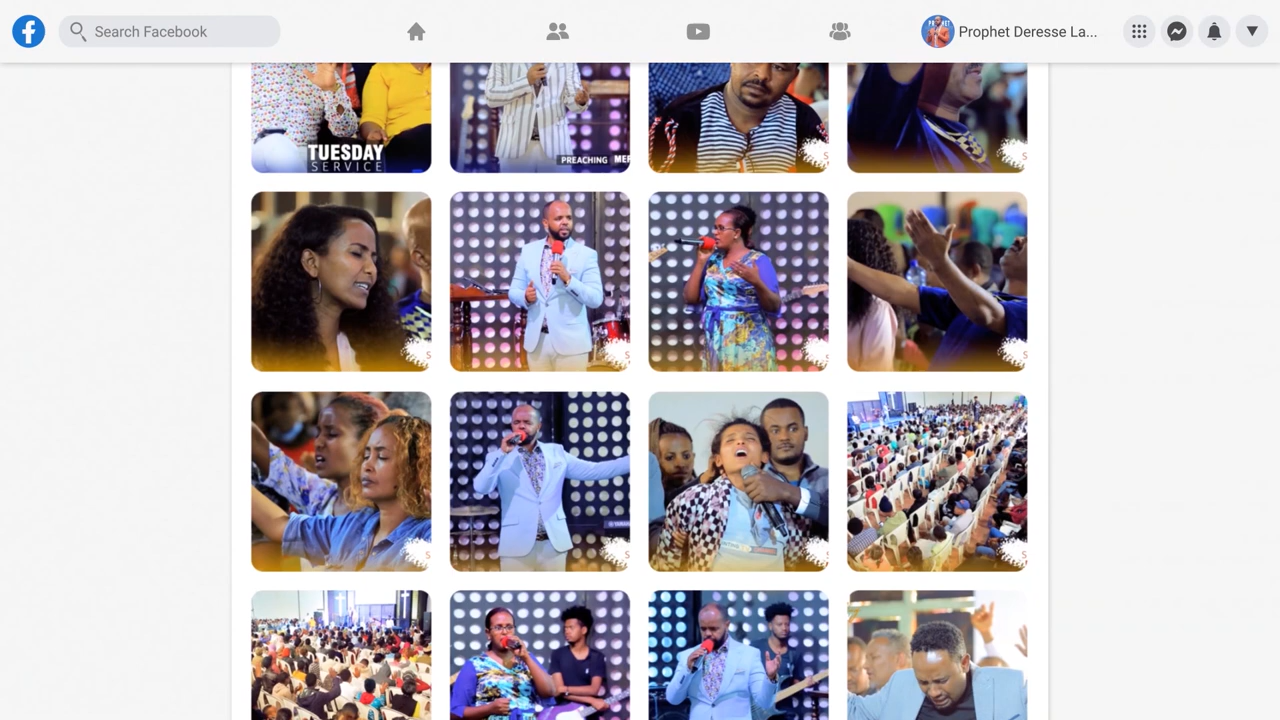 Search Facebook
Prophet Deresse La...
TUESDAY
SERVICE
PREACHING